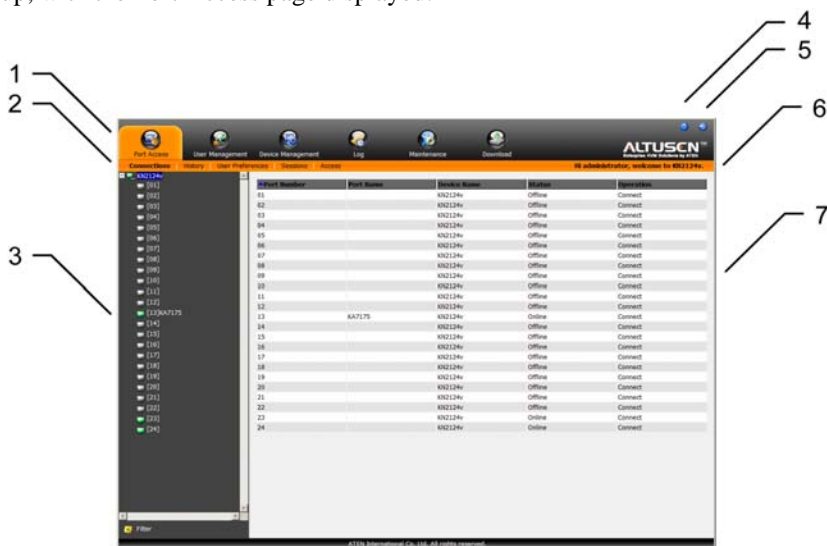 4
5
1
2
6
3
7
Port Access User Management Device Management Log Maintenance Download
ALTUSEN™
Connections History User Preferences Sessions Access Hi administrator, welcome to KN2124v.
KN2124v
[01]
[02]
[03]
[04]
[05]
[06]
[07]
[08]
[09]
[10]
[11]
[12]
[13]KA7175
[14]
[15]
[16]
[17]
[18]
[19]
[20]
[21]
[22]
[23]
[24]
Filter
Port Number Port Name Device Name Status Operation
01 KN2124v Offline Connect
02 KN2124v Offline Connect
03 KN2124v Offline Connect
04 KN2124v Offline Connect
05 KN2124v Offline Connect
06 KN2124v Offline Connect
07 KN2124v Offline Connect
08 KN2124v Offline Connect
09 KN2124v Offline Connect
10 KN2124v Offline Connect
11 KN2124v Offline Connect
12 KN2124v Offline Connect
13 KA7175 KN2124v Online Connect
14 KN2124v Offline Connect
15 KN2124v Offline Connect
16 KN2124v Offline Connect
17 KN2124v Offline Connect
18 KN2124v Offline Connect
19 KN2124v Offline Connect
20 KN2124v Offline Connect
21 KN2124v Offline Connect
22 KN2124v Offline Connect
23 KN2124v Online Connect
24 KN2124v Online Connect
ATEN International Co. Ltd. All rights reserved.